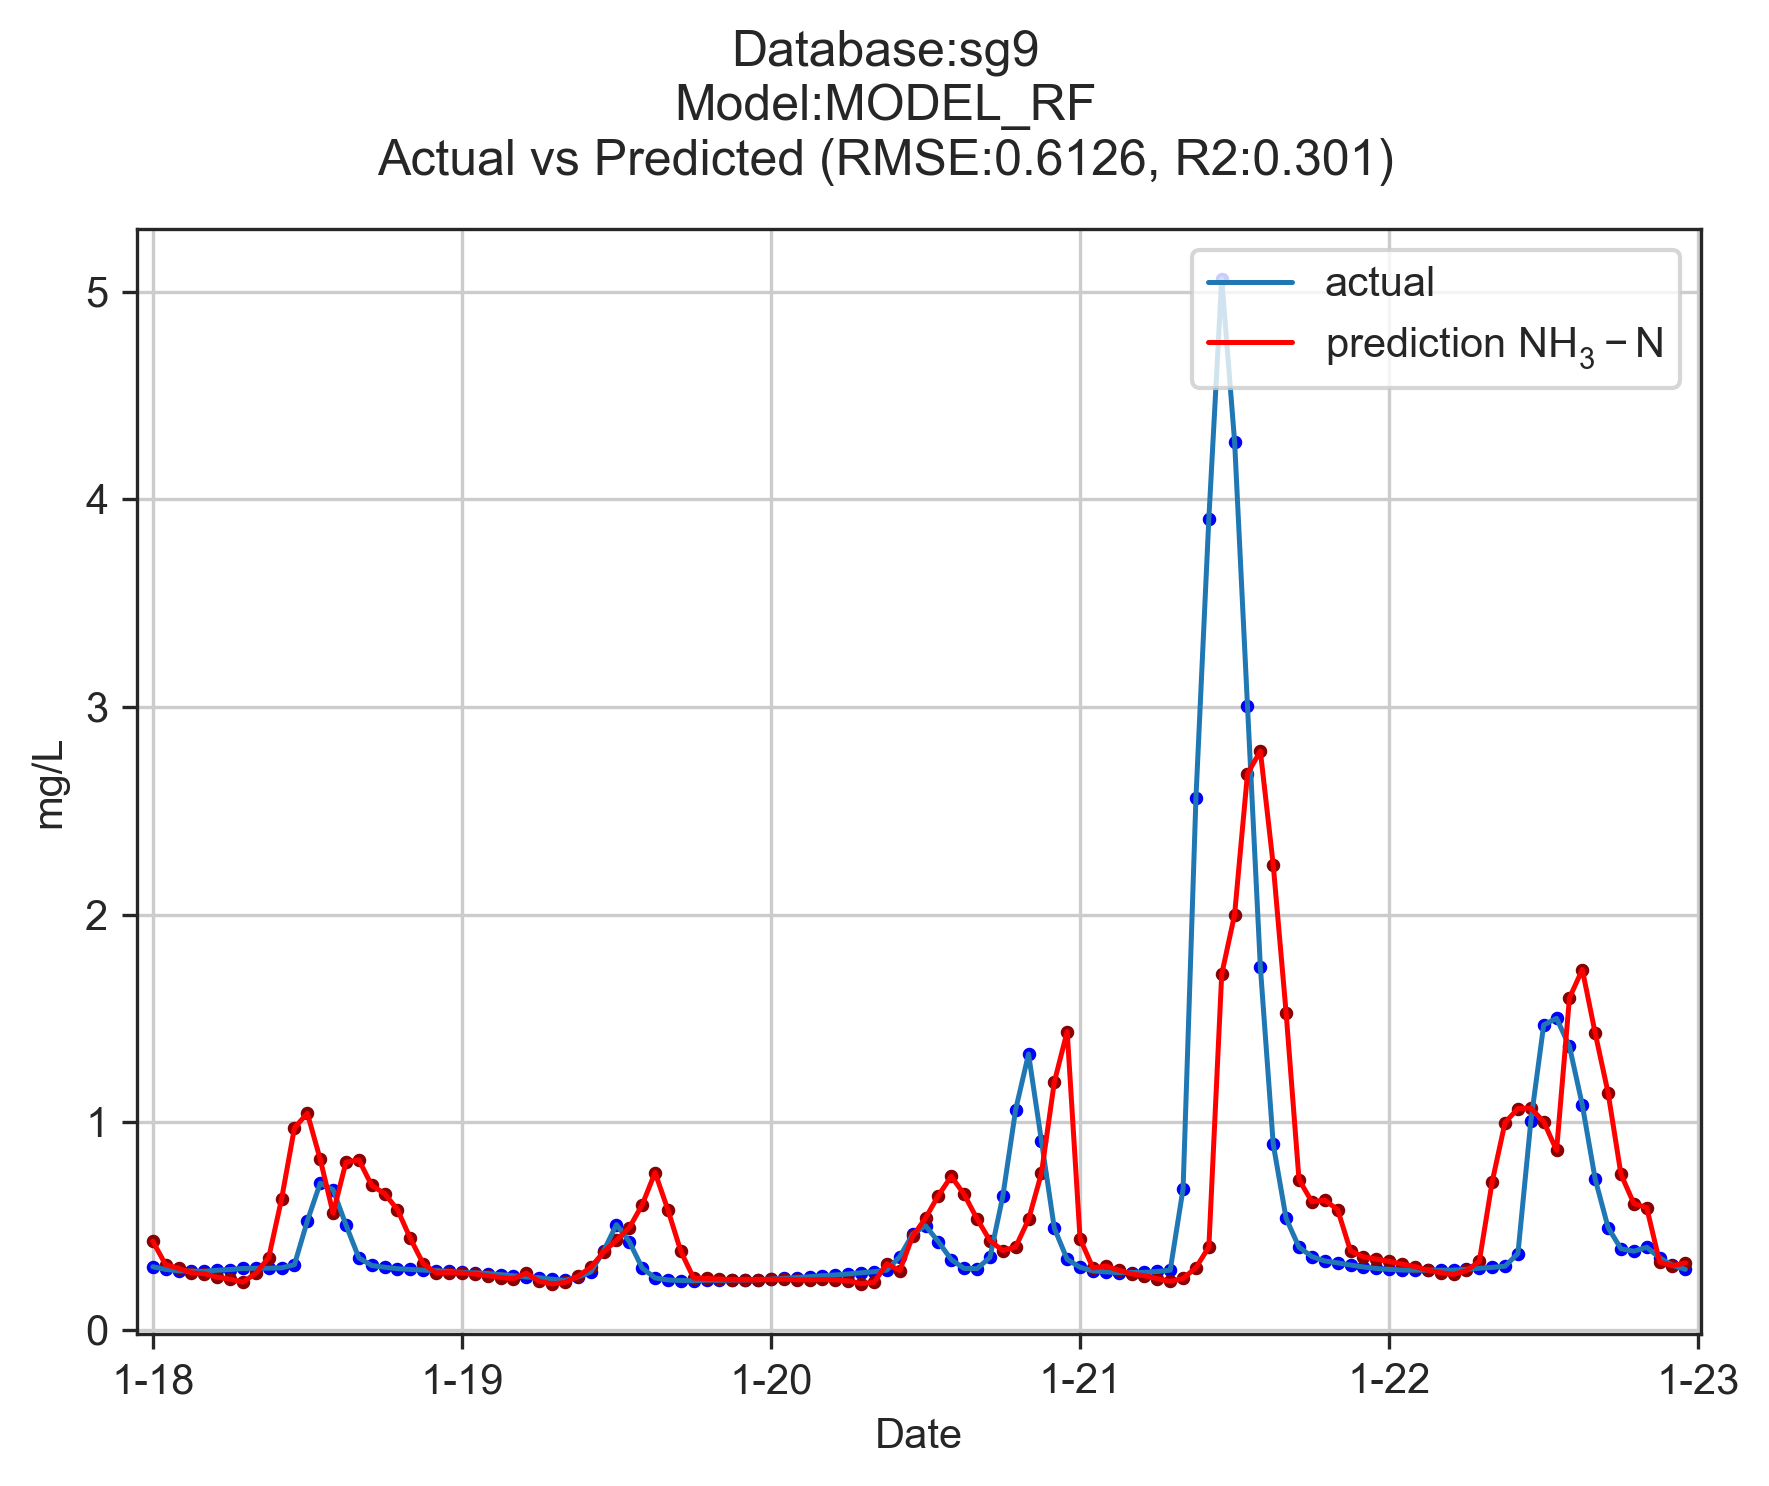 Database:sg9
Model:MODEL_RF
Actual vs Predicted (RMSE:0.6126, R2:0.301)
actual
prediction NH₃ − N
5
4
3
2
1
0
mg/L
1-18 1-19 1-20 1-21 1-22 1-23
Date